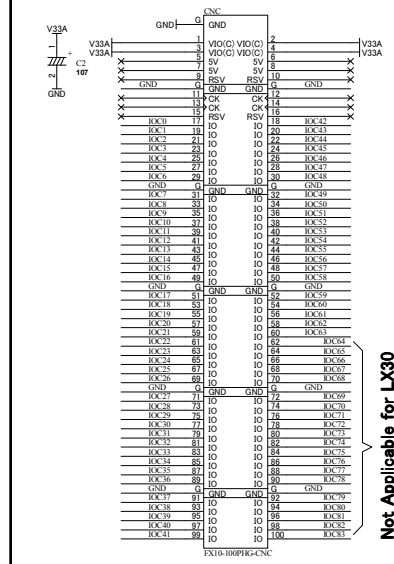 CNC
GND G GND
V33A
1
+
C2
107
2
GND
V33A 1 VIO(C) VIO(C) 2 V33A
V33A 3 VIO(C) VIO(C) 4 V33A
5 5V 5V 6
7 5V 5V 8
9 RSV RSV 10
GND G GND GND G GND
11 CK CK 12
13 CK CK 14
15 RSV RSV 16
IOC0 17 IO IO 18 IOC42
IOC1 19 IO IO 20 IOC43
IOC2 21 IO IO 22 IOC44
IOC3 23 IO IO 24 IOC45
IOC4 25 IO IO 26 IOC46
IOC5 27 IO IO 28 IOC47
IOC6 29 IO IO 30 IOC48
GND G GND GND G GND
IOC7 31 IO IO 32 IOC49
IOC8 33 IO IO 34 IOC50
IOC9 35 IO IO 36 IOC51
IOC10 37 IO IO 38 IOC52
IOC11 39 IO IO 40 IOC53
IOC12 41 IO IO 42 IOC54
IOC13 43 IO IO 44 IOC55
IOC14 45 IO IO 46 IOC56
IOC15 47 IO IO 48 IOC57
IOC16 49 IO IO 50 IOC58
GND G GND GND G GND
IOC17 51 IO IO 52 IOC59
IOC18 53 IO IO 54 IOC60
IOC19 55 IO IO 56 IOC61
IOC20 57 IO IO 58 IOC62
IOC21 59 IO IO 60 IOC63
IOC22 61 IO IO 62 IOC64
IOC23 63 IO IO 64 IOC65
IOC24 65 IO IO 66 IOC66
IOC25 67 IO IO 68 IOC67
IOC26 69 IO IO 70 IOC68
GND G GND GND G GND
IOC27 71 IO IO 72 IOC69
IOC28 73 IO IO 74 IOC70
IOC29 75 IO IO 76 IOC71
IOC30 77 IO IO 78 IOC72
IOC31 79 IO IO 80 IOC73
IOC32 81 IO IO 82 IOC74
IOC33 83 IO IO 84 IOC75
IOC34 85 IO IO 86 IOC76
IOC35 87 IO IO 88 IOC77
IOC36 89 IO IO 90 IOC78
GND G GND GND G GND
IOC37 91 IO IO 92 IOC79
IOC38 93 IO IO 94 IOC80
IOC39 95 IO IO 96 IOC81
IOC40 97 IO IO 98 IOC82
IOC41 99 IO IO 100 IOC83
FX10-100PHG-CNC
Not Applicable for LX30